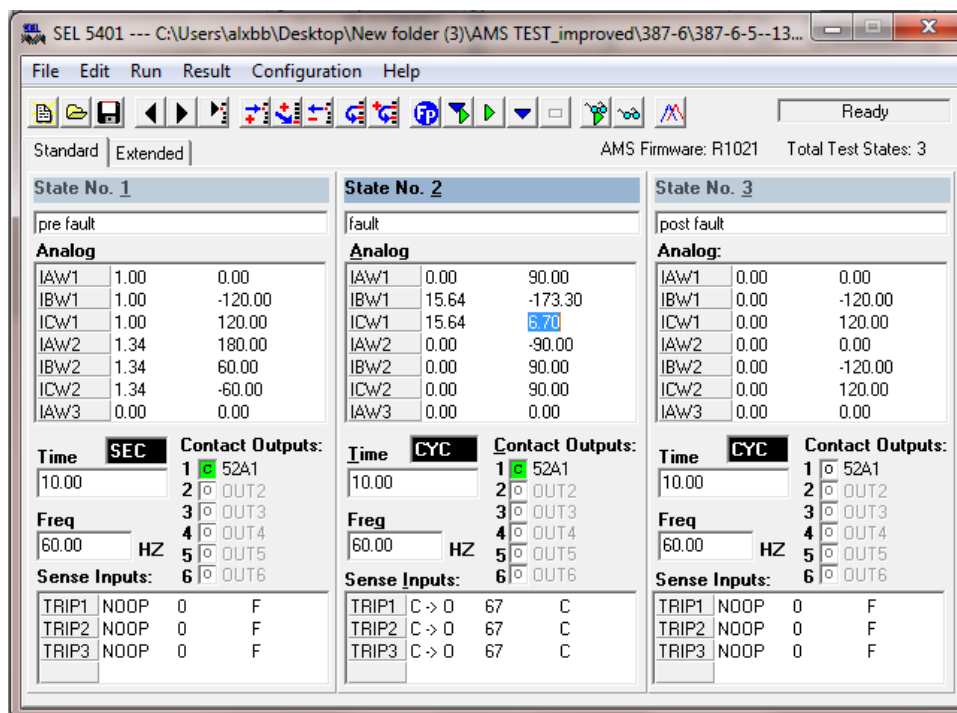 SEL 5401 --- C:\Users\alxbb\Desktop\New folder (3)\AMS TEST_improved\387-6\387-6-5--13...
File Edit Run Result Configuration Help
FP Ready
Standard Extended AMS Firmware: R1021 Total Test States: 3
State No. 1
pre fault
Analog
IAW1 1.00 0.00
IBW1 1.00 -120.00
ICW1 1.00 120.00
IAW2 1.34 180.00
IBW2 1.34 60.00
ICW2 1.34 -60.00
IAW3 0.00 0.00
Time SEC Contact Outputs:
10.00
1 C 52A1
2 O OUT2
3 O OUT3
Freq
4 O OUT4
60.00 HZ
5 O OUT5
6 O OUT6
Sense Inputs:
TRIP1 NOOP 0 F
TRIP2 NOOP 0 F
TRIP3 NOOP 0 F
State No. 2
fault
Analog
IAW1 0.00 90.00
IBW1 15.64 -173.30
ICW1 15.64 6.70
IAW2 0.00 -90.00
IBW2 0.00 90.00
ICW2 0.00 90.00
IAW3 0.00 0.00
Time CYC Contact Outputs:
10.00
1 C 52A1
2 O OUT2
3 O OUT3
Freq
4 O OUT4
60.00 HZ
5 O OUT5
6 O OUT6
Sense Inputs:
TRIP1 C -> O 67 C
TRIP2 C -> O 67 C
TRIP3 C -> O 67 C
State No. 3
post fault
Analog:
IAW1 0.00 0.00
IBW1 0.00 -120.00
ICW1 0.00 120.00
IAW2 0.00 0.00
IBW2 0.00 -120.00
ICW2 0.00 120.00
IAW3 0.00 0.00
Time CYC Contact Outputs:
10.00
1 O 52A1
2 O OUT2
3 O OUT3
Freq
4 O OUT4
60.00 HZ
5 O OUT5
6 O OUT6
Sense Inputs:
TRIP1 NOOP 0 F
TRIP2 NOOP 0 F
TRIP3 NOOP 0 F